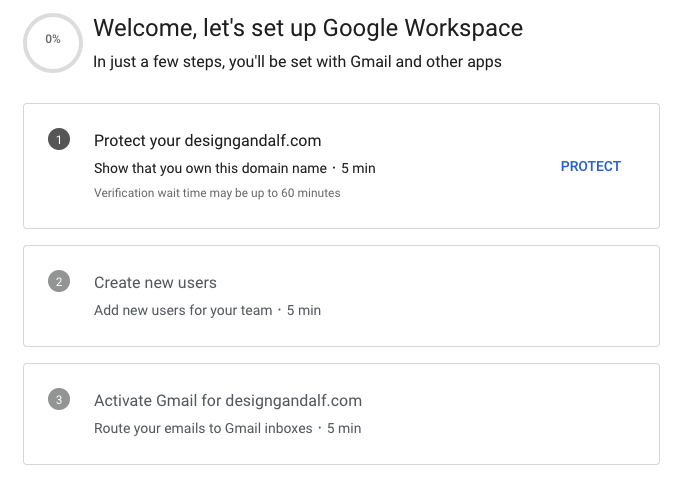 0%
Welcome, let's set up Google Workspace
In just a few steps, you'll be set with Gmail and other apps
1
Protect your designgandalf.com
Show that you own this domain name · 5 min
PROTECT
Verification wait time may be up to 60 minutes
2
Create new users
Add new users for your team · 5 min
3
Activate Gmail for designgandalf.com
Route your emails to Gmail inboxes · 5 min